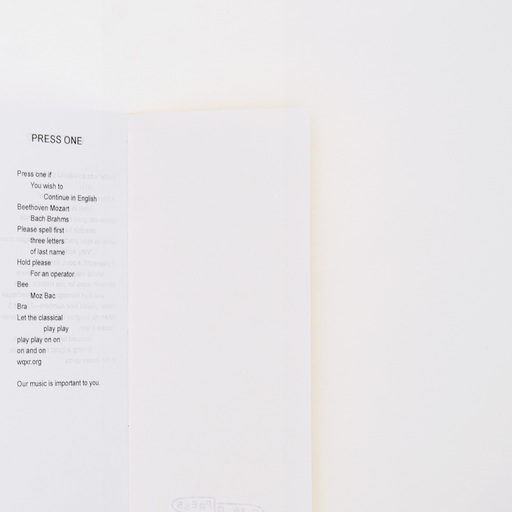 PRESS ONE
Press one if
You wish to
Continue in English
Beethoven Mozart
Bach Brahms
Please spell first
three letters
of last name
Hold please
For an operator
Bee
Moz Bac
Bra
Let the classical
play play
play play on on
on and on
wqxr.org
Our music is important to you.